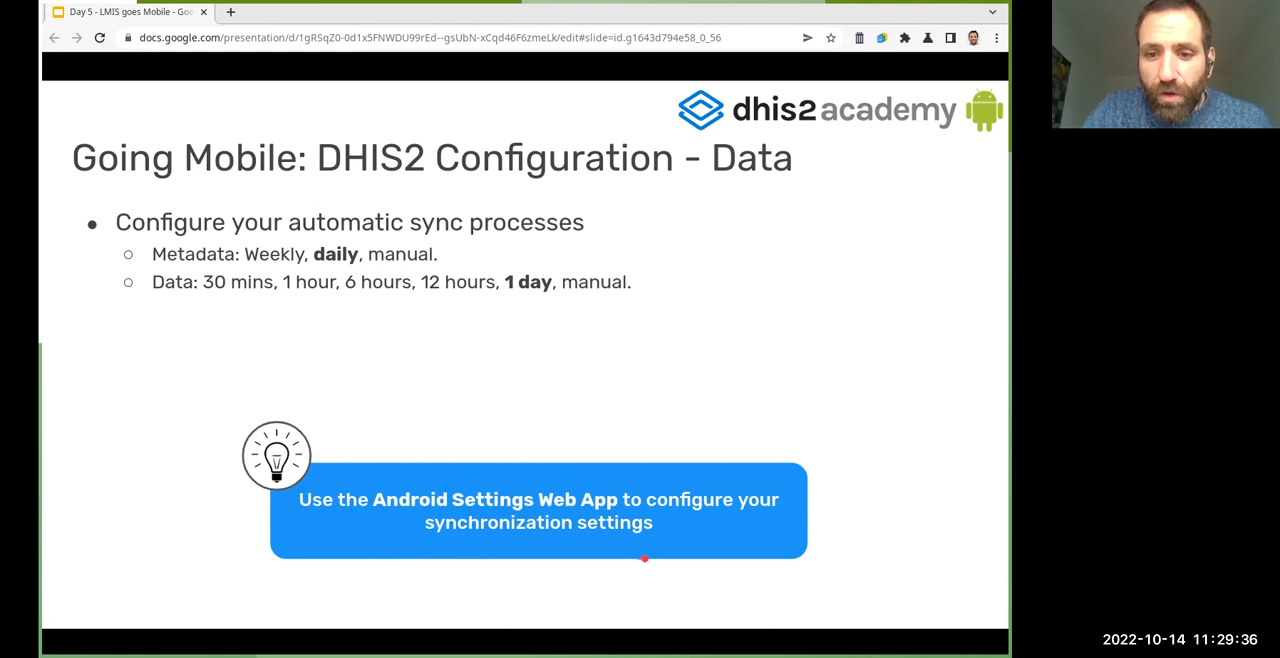 Day 5 - LMIS goes Mobile - Goo
docs.google.com/presentation/d/1gRSqZ0-0d1x5FNWDU99rEd--gsUbN-xCqd46F6zmeLk/edit#slide=id.g1643d794e58_0_56
dhis2academy
Going Mobile: DHIS2 Configuration - Data
● Configure your automatic sync processes
○ Metadata: Weekly, daily, manual.
○ Data: 30 mins, 1 hour, 6 hours, 12 hours, 1 day, manual.
Use the Android Settings Web App to configure your
synchronization settings
2022-10-14 11:29:36